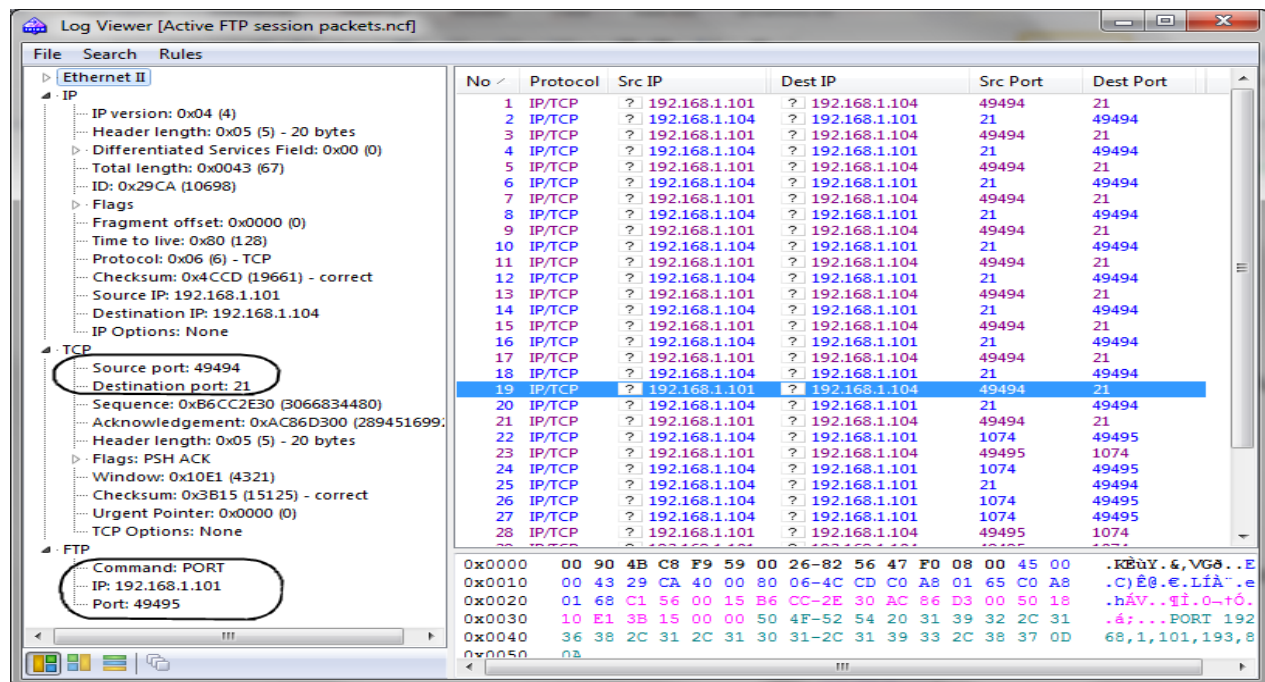 Log Viewer [Active FTP session packets.ncf]
File Search Rules
Ethernet II
IP
IP version: 0x04 (4)
Header length: 0x05 (5) - 20 bytes
Differentiated Services Field: 0x00 (0)
Total length: 0x0043 (67)
ID: 0x29CA (10698)
Flags
Fragment offset: 0x0000 (0)
Time to live: 0x80 (128)
Protocol: 0x06 (6) - TCP
Checksum: 0x4CCD (19661) - correct
Source IP: 192.168.1.101
Destination IP: 192.168.1.104
IP Options: None
TCP
Source port: 49494
Destination port: 21
Sequence: 0xB6CC2E30 (3066834480)
Acknowledgement: 0xAC86D300 (289451699
Header length: 0x05 (5) - 20 bytes
Flags: PSH ACK
Window: 0x10E1 (4321)
Checksum: 0x3B15 (15125) - correct
Urgent Pointer: 0x0000 (0)
TCP Options: None
FTP
Command: PORT
IP: 192.168.1.101
Port: 49495
No Protocol Src IP Dest IP Src Port Dest Port
1 IP/TCP ? 192.168.1.101 ? 192.168.1.104 49494 21
2 IP/TCP ? 192.168.1.104 ? 192.168.1.101 21 49494
3 IP/TCP ? 192.168.1.101 ? 192.168.1.104 49494 21
4 IP/TCP ? 192.168.1.104 ? 192.168.1.101 21 49494
5 IP/TCP ? 192.168.1.101 ? 192.168.1.104 49494 21
6 IP/TCP ? 192.168.1.104 ? 192.168.1.101 21 49494
7 IP/TCP ? 192.168.1.101 ? 192.168.1.104 49494 21
8 IP/TCP ? 192.168.1.104 ? 192.168.1.101 21 49494
9 IP/TCP ? 192.168.1.101 ? 192.168.1.104 49494 21
10 IP/TCP ? 192.168.1.104 ? 192.168.1.101 21 49494
11 IP/TCP ? 192.168.1.101 ? 192.168.1.104 49494 21
12 IP/TCP ? 192.168.1.104 ? 192.168.1.101 21 49494
13 IP/TCP ? 192.168.1.101 ? 192.168.1.104 49494 21
14 IP/TCP ? 192.168.1.104 ? 192.168.1.101 21 49494
15 IP/TCP ? 192.168.1.101 ? 192.168.1.104 49494 21
16 IP/TCP ? 192.168.1.104 ? 192.168.1.101 21 49494
17 IP/TCP ? 192.168.1.101 ? 192.168.1.104 49494 21
18 IP/TCP ? 192.168.1.104 ? 192.168.1.101 21 49494
19 IP/TCP ? 192.168.1.101 ? 192.168.1.104 49494 21
20 IP/TCP ? 192.168.1.104 ? 192.168.1.101 21 49494
21 IP/TCP ? 192.168.1.101 ? 192.168.1.104 49494 21
22 IP/TCP ? 192.168.1.104 ? 192.168.1.101 1074 49495
23 IP/TCP ? 192.168.1.101 ? 192.168.1.104 49495 1074
24 IP/TCP ? 192.168.1.104 ? 192.168.1.101 1074 49495
25 IP/TCP ? 192.168.1.104 ? 192.168.1.101 21 49494
26 IP/TCP ? 192.168.1.104 ? 192.168.1.101 1074 49495
27 IP/TCP ? 192.168.1.104 ? 192.168.1.101 1074 49495
28 IP/TCP ? 192.168.1.101 ? 192.168.1.104 49495 1074
0x0000 00 90 4B C8 F9 59 00 26-82 56 47 F0 08 00 45 00 .KÈùY.&‚VGð..E
0x0010 00 43 29 CA 40 00 80 06-4C CD C0 A8 01 65 C0 A8 .C)Ê@.€.LÍÀ¨.e
0x0020 01 68 C1 56 00 15 B6 CC-2E 30 AC 86 D3 00 50 18 .hÁV..¶Ì.0¬†Ó.
0x0030 10 E1 3B 15 00 00 50 4F-52 54 20 31 39 32 2C 31 .á;...PORT 192
0x0040 36 38 2C 31 2C 31 30 31-2C 31 39 33 2C 38 37 0D 68,1,101,193,8
0x0050 0A